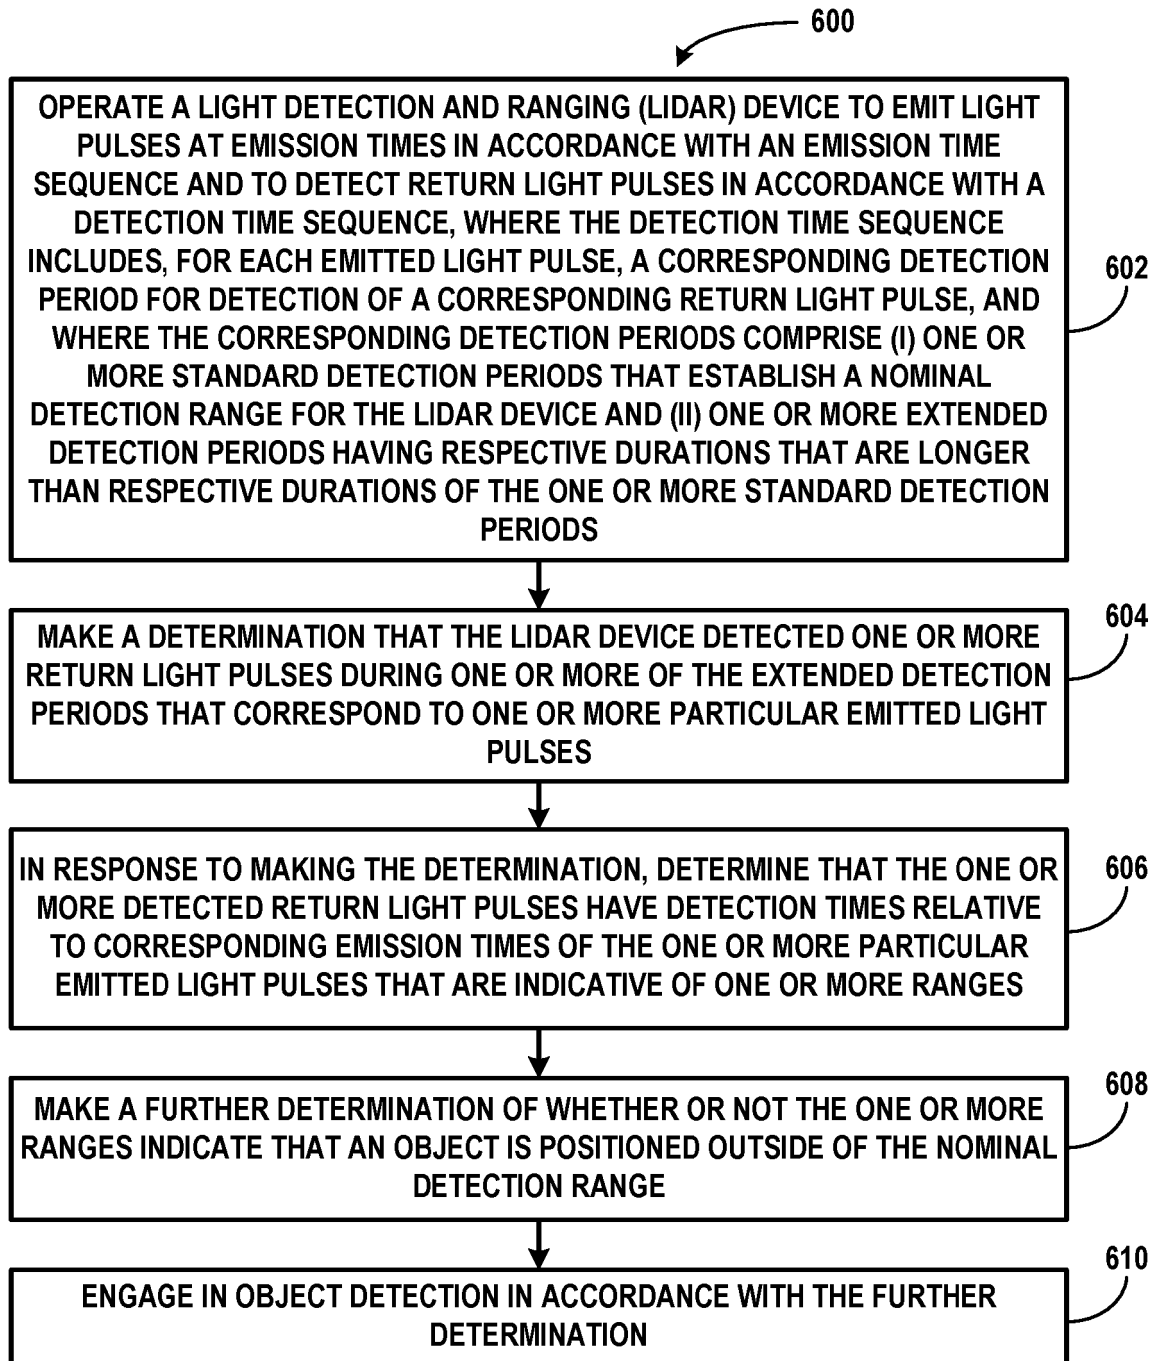 600
OPERATE A LIGHT DETECTION AND RANGING (LIDAR) DEVICE TO EMIT LIGHT
PULSES AT EMISSION TIMES IN ACCORDANCE WITH AN EMISSION TIME
SEQUENCE AND TO DETECT RETURN LIGHT PULSES IN ACCORDANCE WITH A
DETECTION TIME SEQUENCE, WHERE THE DETECTION TIME SEQUENCE
INCLUDES, FOR EACH EMITTED LIGHT PULSE, A CORRESPONDING DETECTION
PERIOD FOR DETECTION OF A CORRESPONDING RETURN LIGHT PULSE, AND
WHERE THE CORRESPONDING DETECTION PERIODS COMPRISE (I) ONE OR
MORE STANDARD DETECTION PERIODS THAT ESTABLISH A NOMINAL
DETECTION RANGE FOR THE LIDAR DEVICE AND (II) ONE OR MORE EXTENDED
DETECTION PERIODS HAVING RESPECTIVE DURATIONS THAT ARE LONGER
THAN RESPECTIVE DURATIONS OF THE ONE OR MORE STANDARD DETECTION
PERIODS
602
MAKE A DETERMINATION THAT THE LIDAR DEVICE DETECTED ONE OR MORE
RETURN LIGHT PULSES DURING ONE OR MORE OF THE EXTENDED DETECTION
PERIODS THAT CORRESPOND TO ONE OR MORE PARTICULAR EMITTED LIGHT
PULSES
604
IN RESPONSE TO MAKING THE DETERMINATION, DETERMINE THAT THE ONE OR
MORE DETECTED RETURN LIGHT PULSES HAVE DETECTION TIMES RELATIVE
TO CORRESPONDING EMISSION TIMES OF THE ONE OR MORE PARTICULAR
EMITTED LIGHT PULSES THAT ARE INDICATIVE OF ONE OR MORE RANGES
606
MAKE A FURTHER DETERMINATION OF WHETHER OR NOT THE ONE OR MORE
RANGES INDICATE THAT AN OBJECT IS POSITIONED OUTSIDE OF THE NOMINAL
DETECTION RANGE
608
ENGAGE IN OBJECT DETECTION IN ACCORDANCE WITH THE FURTHER
DETERMINATION
610